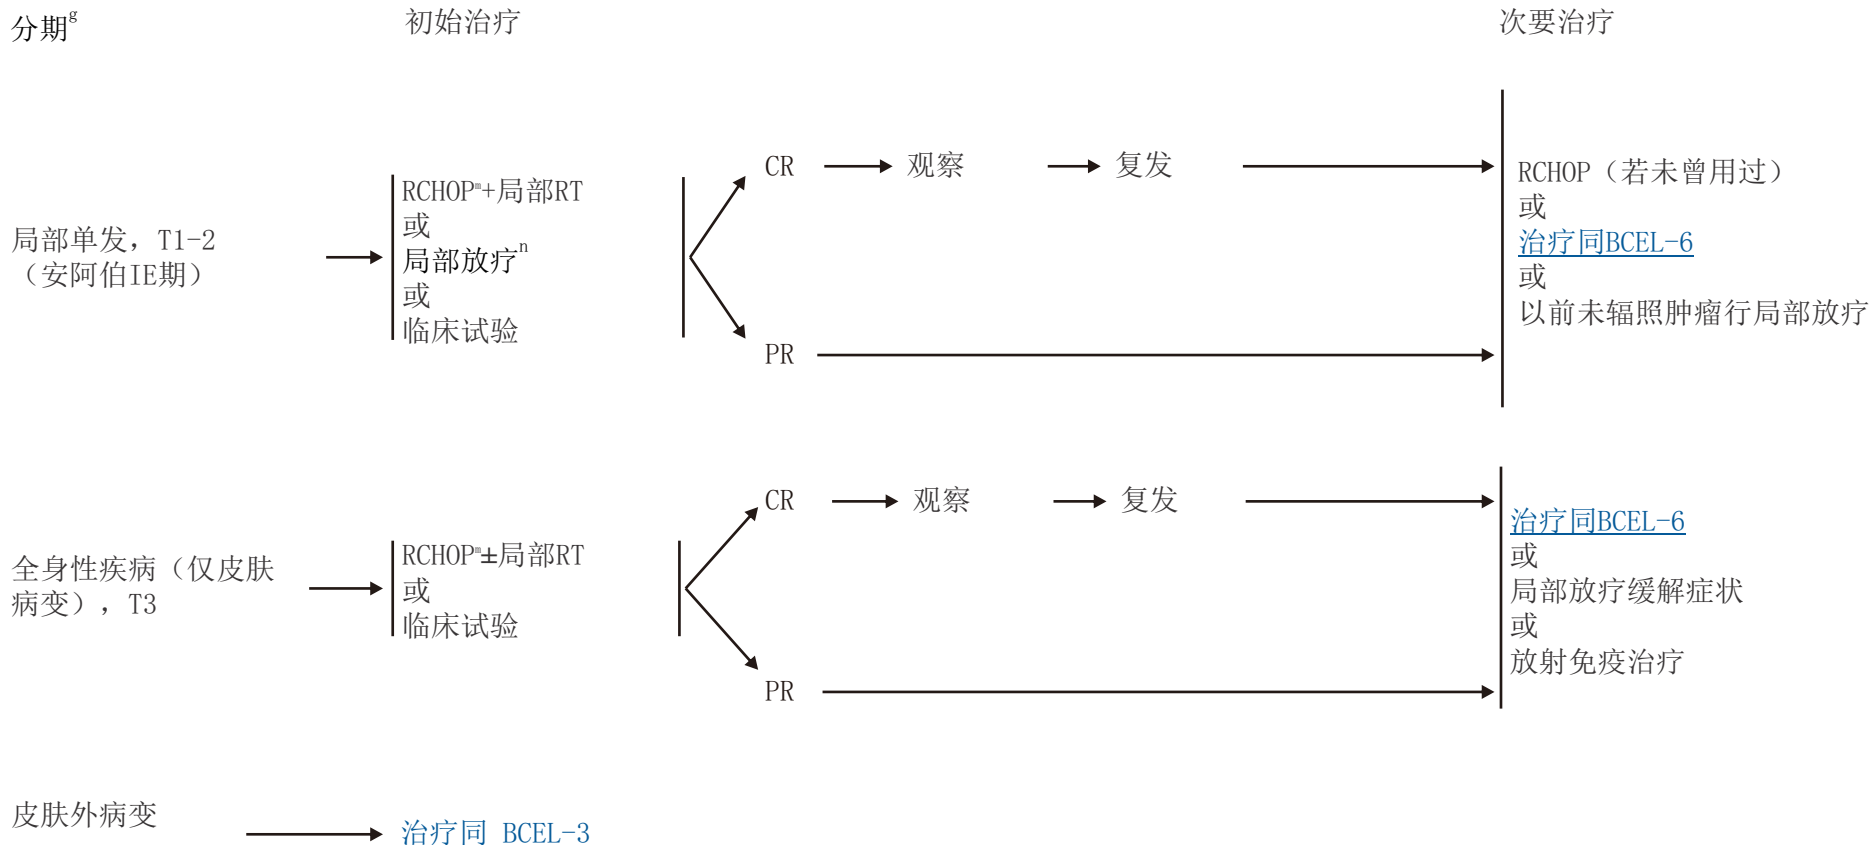 分期g
初始治疗
次要治疗
局部单发，T1-2
（安阿伯IE期）
RCHOPm+局部RT
或
局部放疗n
或
临床试验
CR
观察
复发
PR
RCHOP（若未曾用过）
或
治疗同BCEL-6
或
以前未辐照肿瘤行局部放疗
全身性疾病（仅皮肤
病变），T3
RCHOPm±局部RT
或
临床试验
CR
观察
复发
PR
治疗同BCEL-6
或
局部放疗缓解症状
或
放射免疫治疗
皮肤外病变
治疗同 BCEL-3